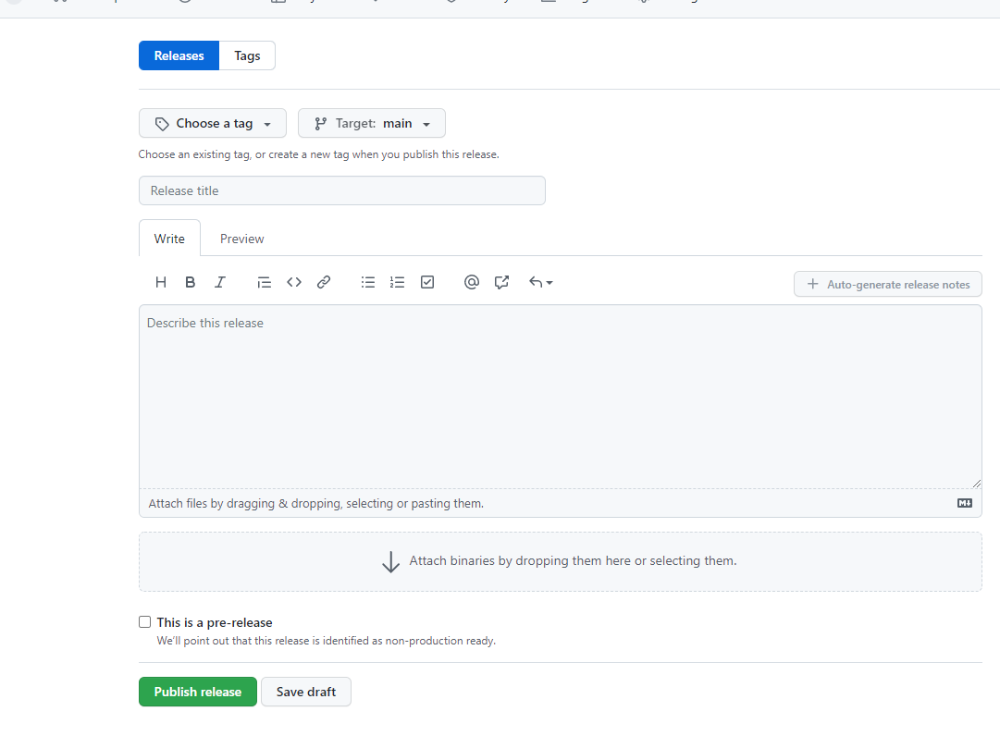 Releases Tags
Choose a tag Target: main
Choose an existing tag, or create a new tag when you publish this release.
Release title
Write Preview
Auto-generate release notes
Describe this release
Attach files by dragging & dropping, selecting or pasting them.
Attach binaries by dropping them here or selecting them.
This is a pre-release
We'll point out that this release is identified as non-production ready.
Publish release Save draft